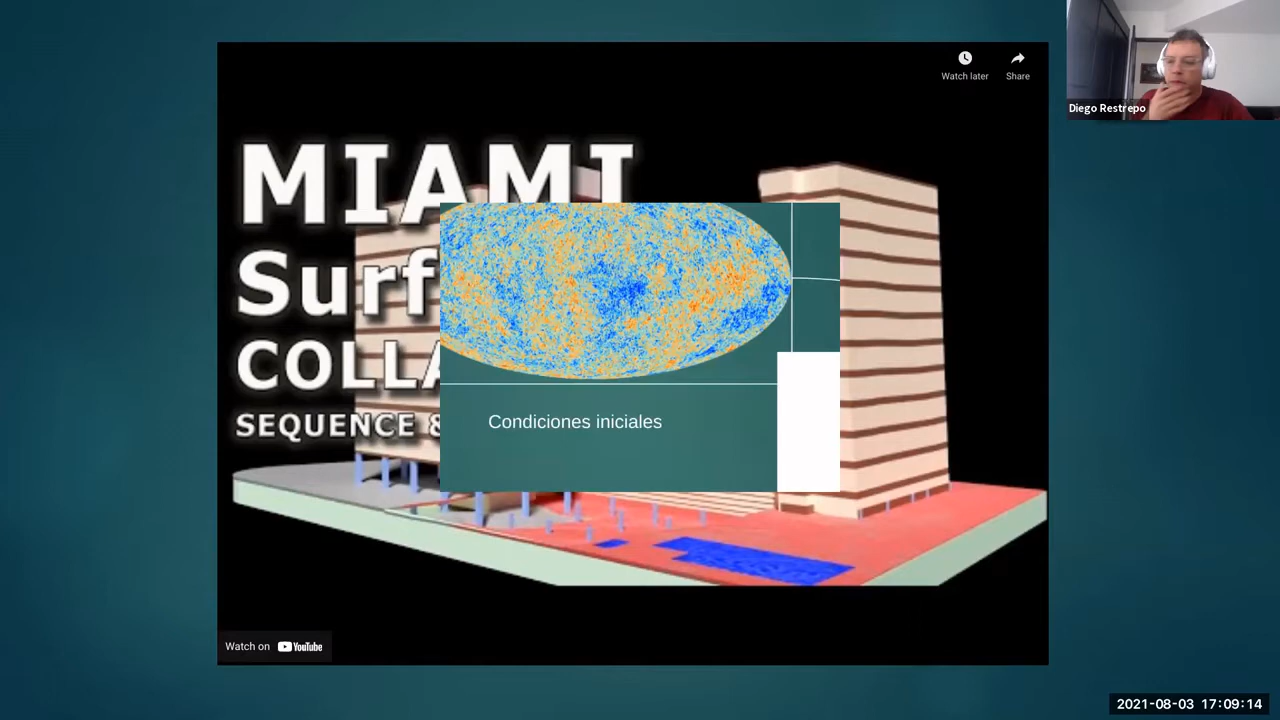 Watch later
Share
Diego Restrepo
MIAMI
Surf
COLLA
SEQUENCE &
Condiciones iniciales
Watch on YouTube
2021-08-03 17:09:14